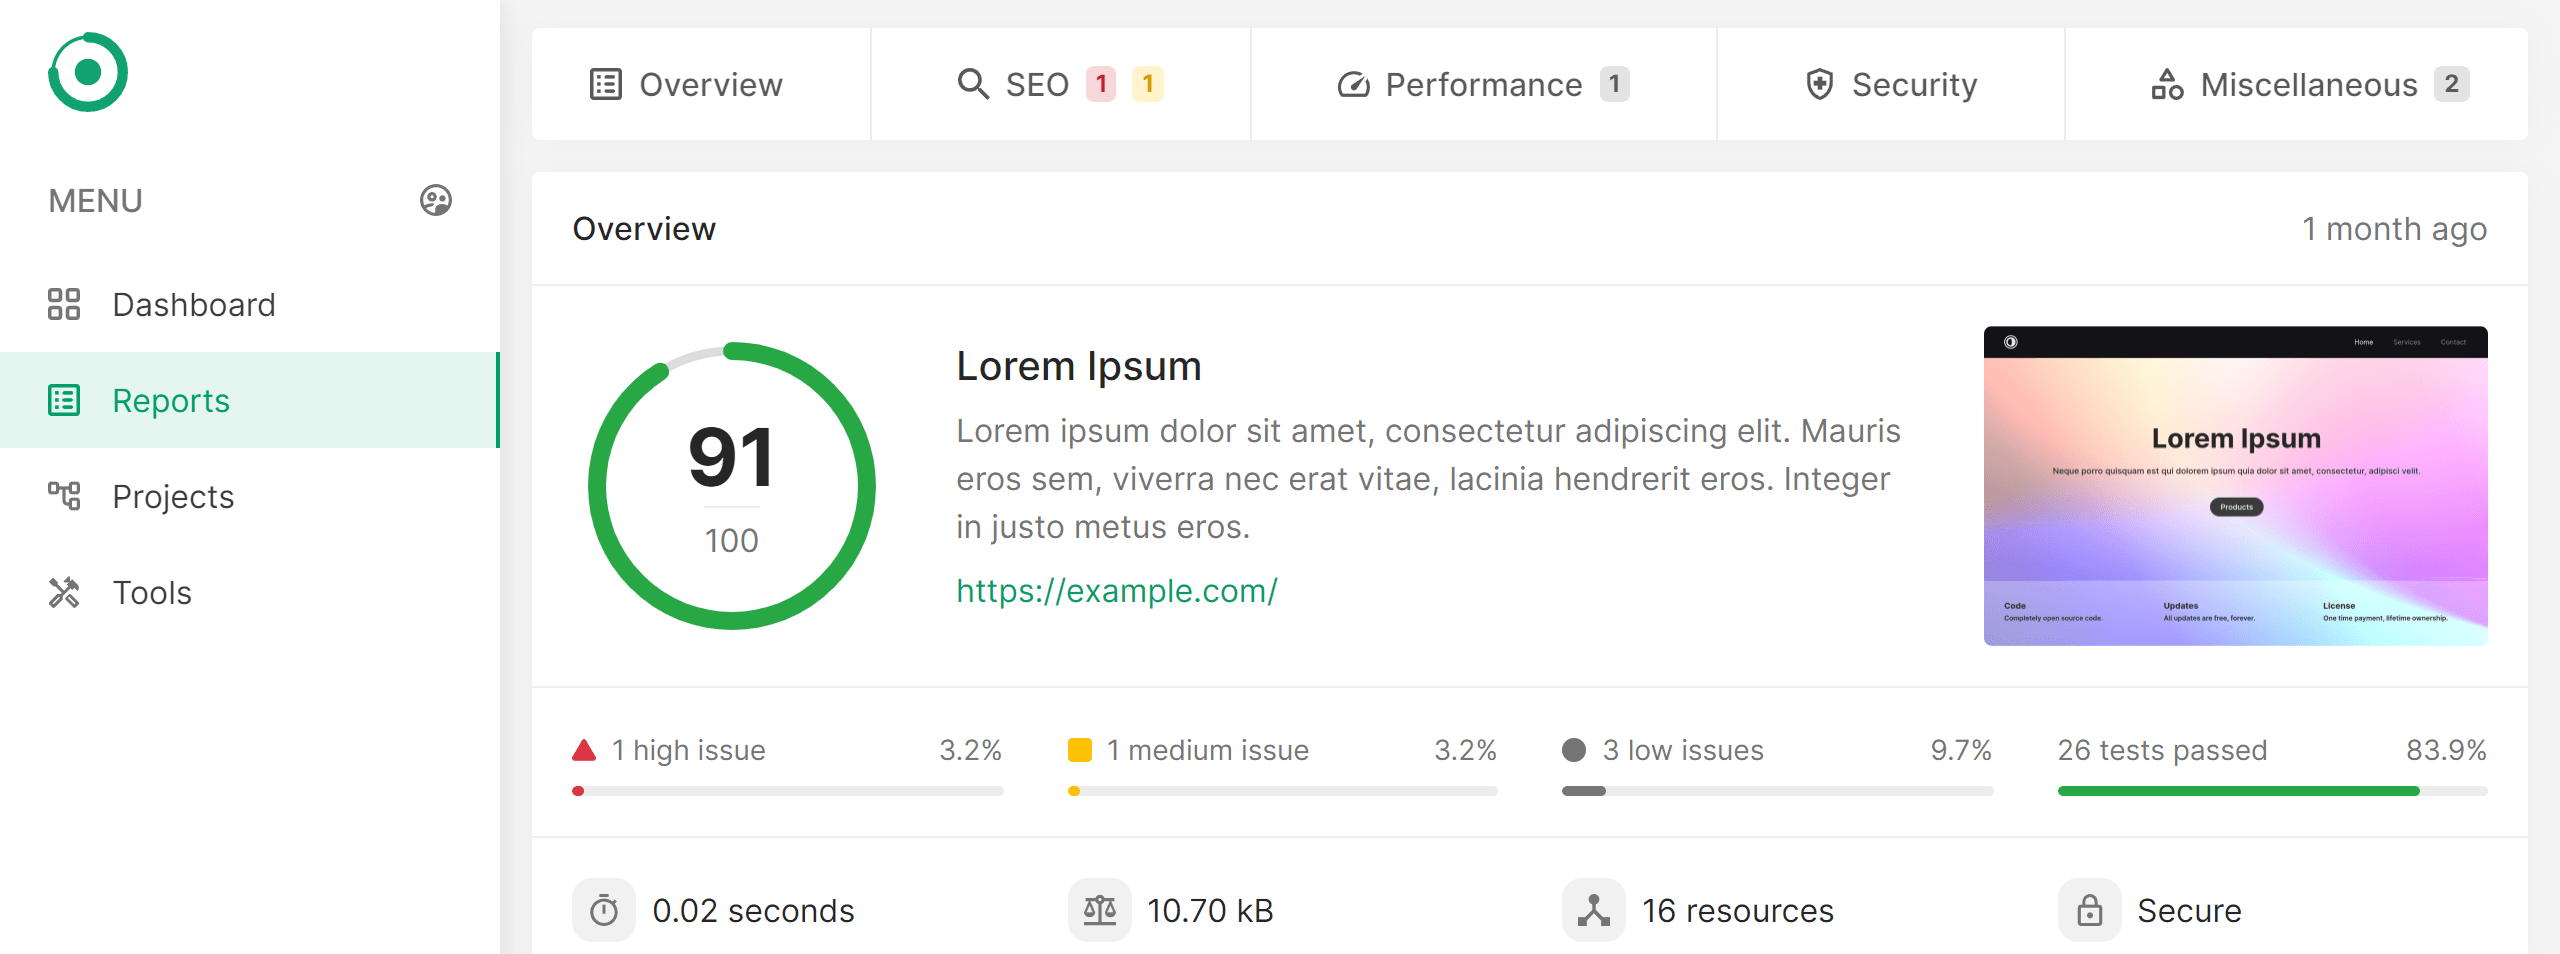 MENU
Dashboard
Reports
Projects
Tools
Overview
SEO 1 1
Performance 1
Security
Miscellaneous 2
Overview
1 month ago
91
100
Lorem Ipsum
Lorem ipsum dolor sit amet, consectetur adipiscing elit. Mauris
eros sem, viverra nec erat vitae, lacinia hendrerit eros. Integer
in justo metus eros.
https://example.com/
Home Services Contact
Lorem Ipsum
Neque porro quisquam est qui dolorem ipsum quia dolor sit amet, consectetur, adipisci velit.
Products
Code
Completely open source code.
Updates
All updates are free, forever.
License
One time payment, lifetime ownership.
1 high issue 3.2%
1 medium issue 3.2%
3 low issues 9.7%
26 tests passed 83.9%
0.02 seconds
10.70 kB
16 resources
Secure